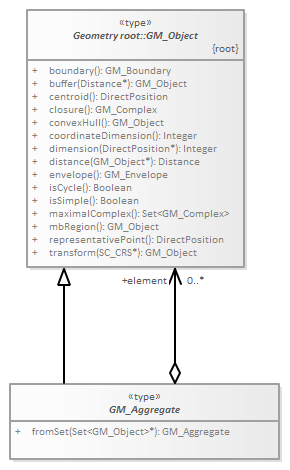 «type»
Geometry root::GM_Object
{root}
+ boundary(): GM_Boundary
+ buffer(Distance*): GM_Object
+ centroid(): DirectPosition
+ closure(): GM_Complex
+ convexHull(): GM_Object
+ coordinateDimension(): Integer
+ dimension(DirectPosition*): Integer
+ distance(GM_Object*): Distance
+ envelope(): GM_Envelope
+ isCycle(): Boolean
+ isSimple(): Boolean
+ maximalComplex(): Set<GM_Complex>
+ mbRegion(): GM_Object
+ representativePoint(): DirectPosition
+ transform(SC_CRS*): GM_Object
+element 0..*
«type»
GM_Aggregate
+ fromSet(Set<GM_Object>*): GM_Aggregate